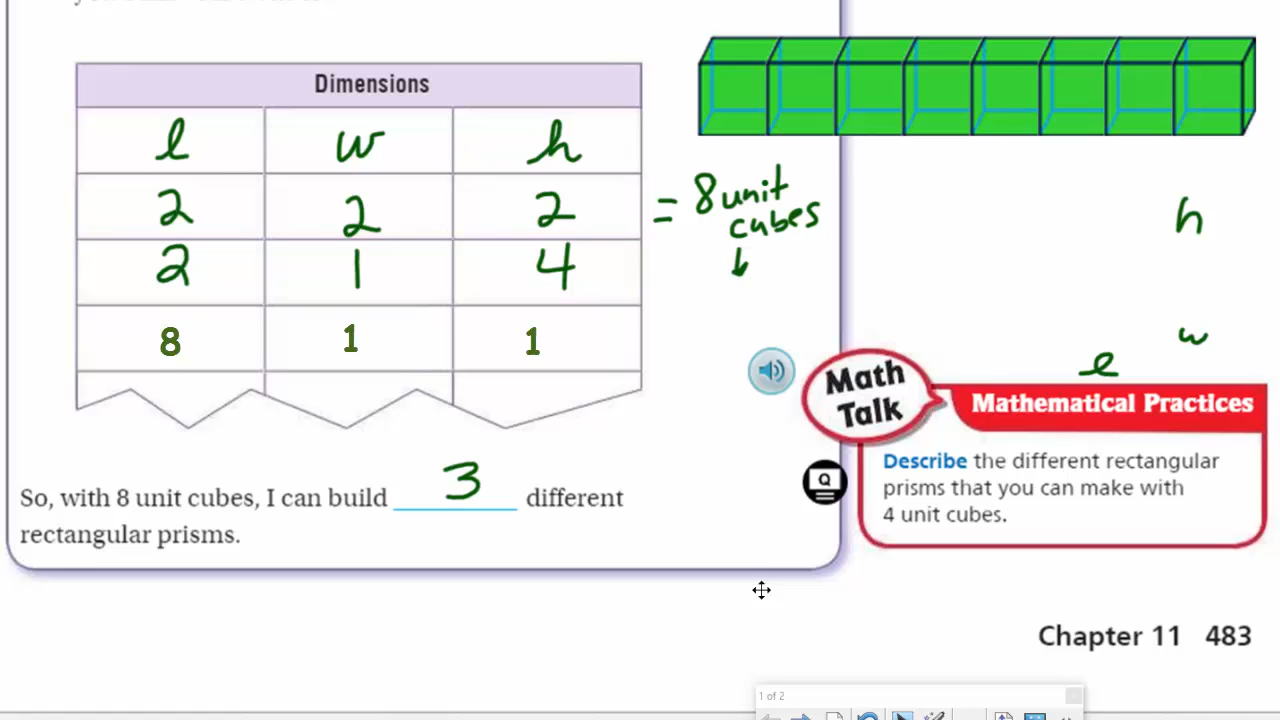 Dimensions
l w h
2 2 2 = 8 unit cubes
2 1 4
8 1 1
So, with 8 unit cubes, I can build 3 different
rectangular prisms.
h
w
l
Math
Talk
Mathematical Practices
Q
Describe the different rectangular
prisms that you can make with
4 unit cubes.
Chapter 11 483
1 of 2